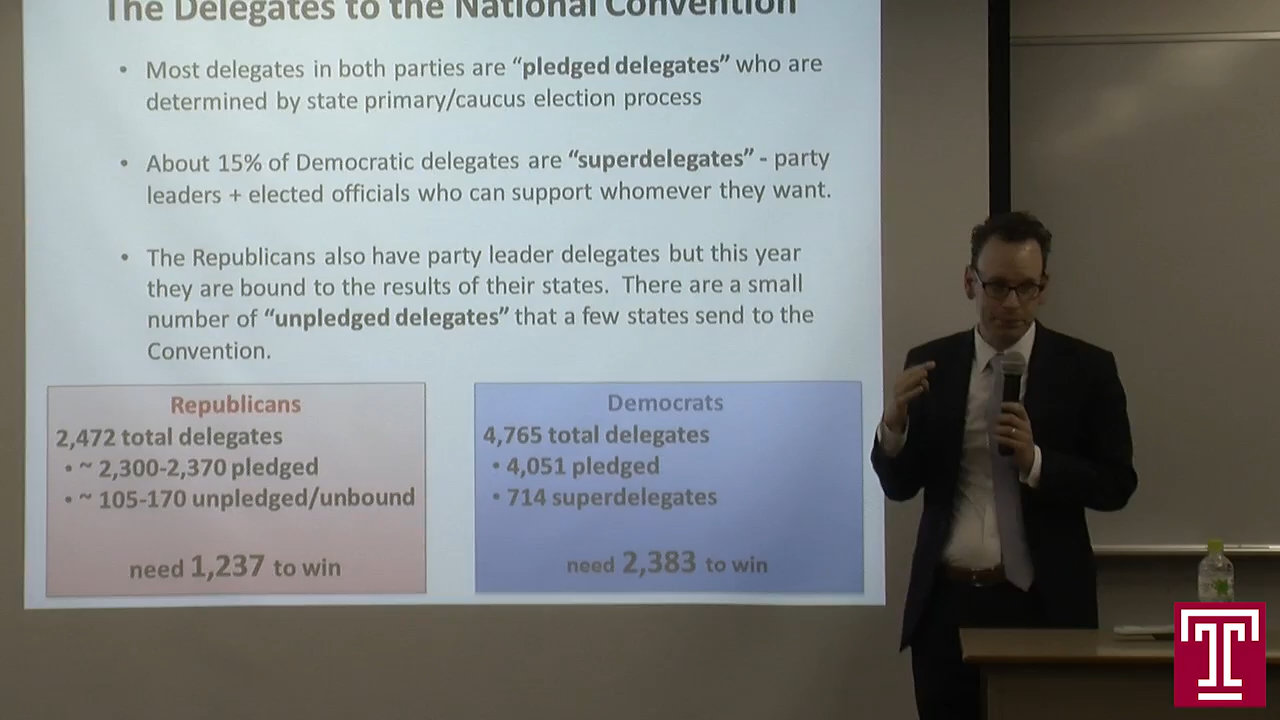 The Delegates to the National Convention
• Most delegates in both parties are “pledged delegates” who are
determined by state primary/caucus election process
• About 15% of Democratic delegates are “superdelegates” - party
leaders + elected officials who can support whomever they want.
• The Republicans also have party leader delegates but this year
they are bound to the results of their states.  There are a small
number of “unpledged delegates” that a few states send to the
Convention.
Republicans
2,472 total delegates
• ~ 2,300-2,370 pledged
• ~ 105-170 unpledged/unbound
need 1,237 to win
Democrats
4,765 total delegates
• 4,051 pledged
• 714 superdelegates
need 2,383 to win
T